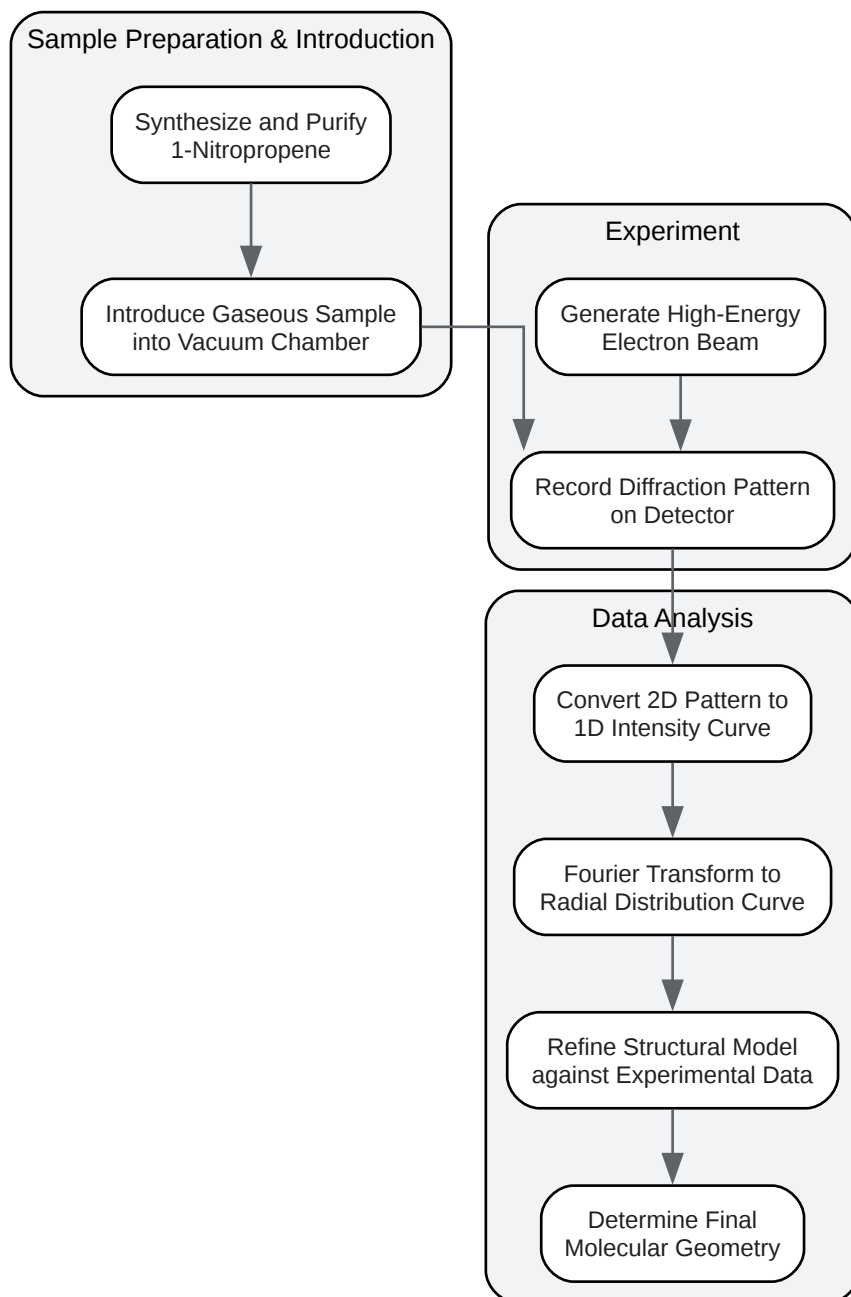 Sample Preparation & Introduction
Synthesize and Purify
1-Nitropropene
Introduce Gaseous Sample
into Vacuum Chamber
Experiment
Generate High-Energy
Electron Beam
Record Diffraction Pattern
on Detector
Data Analysis
Convert 2D Pattern to
1D Intensity Curve
Fourier Transform to
Radial Distribution Curve
Refine Structural Model
against Experimental Data
Determine Final
Molecular Geometry